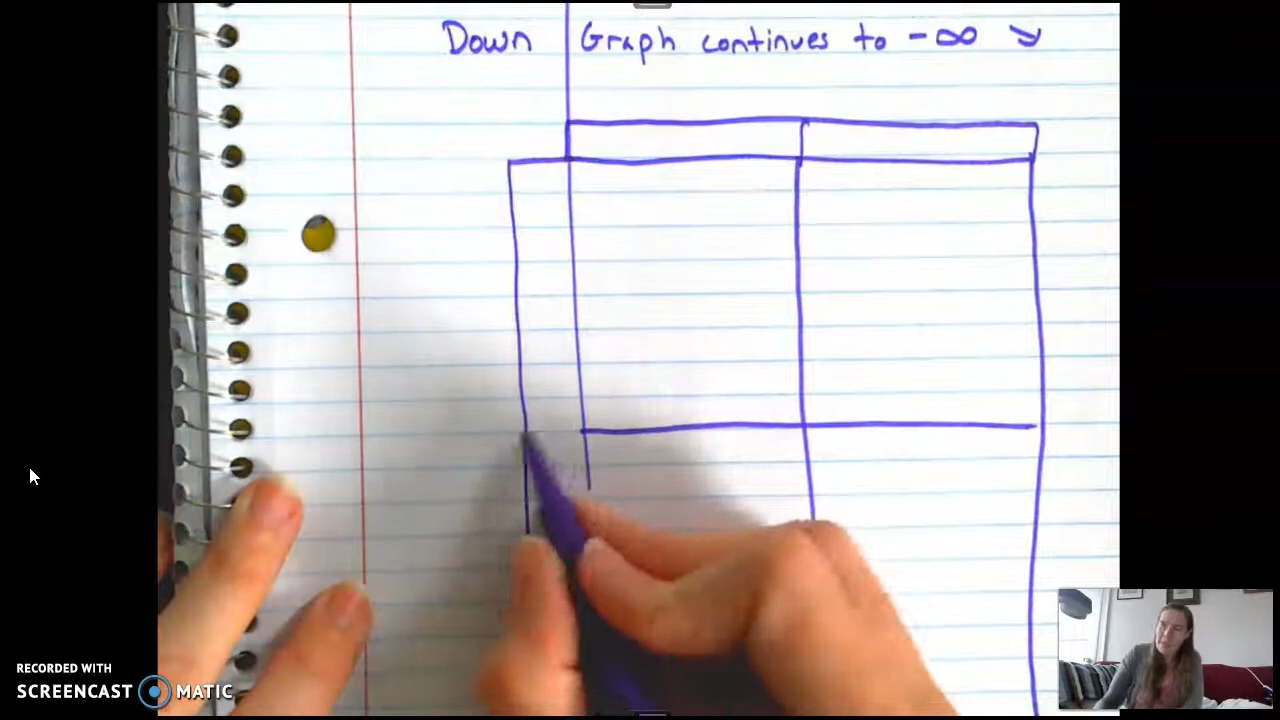 Down Graph continues to -∞ ↘
RECORDED WITH
SCREENCAST MATIC